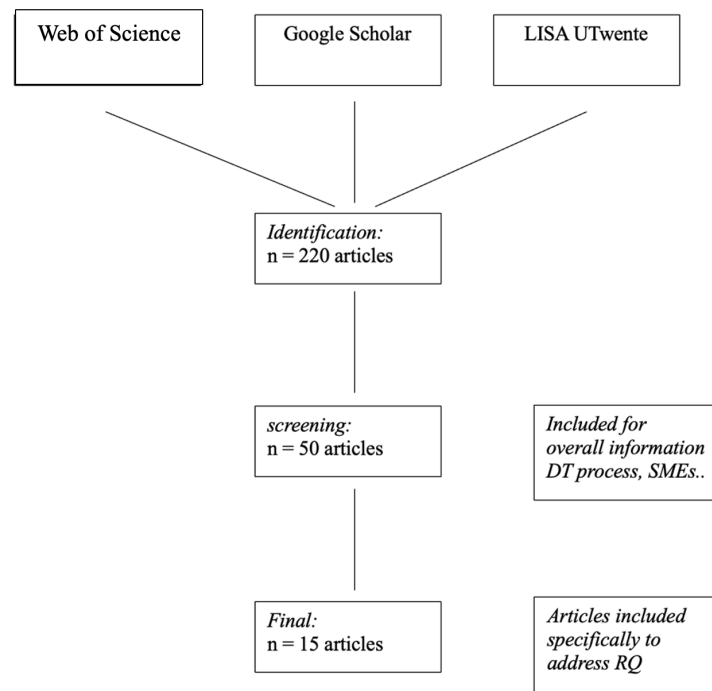 Web of Science
Google Scholar
LISA UTwente
Identification:
n = 220 articles
screening:
n = 50 articles
Included for
overall information
DT process, SMEs..
Final:
n = 15 articles
Articles included
specifically to
address RQ